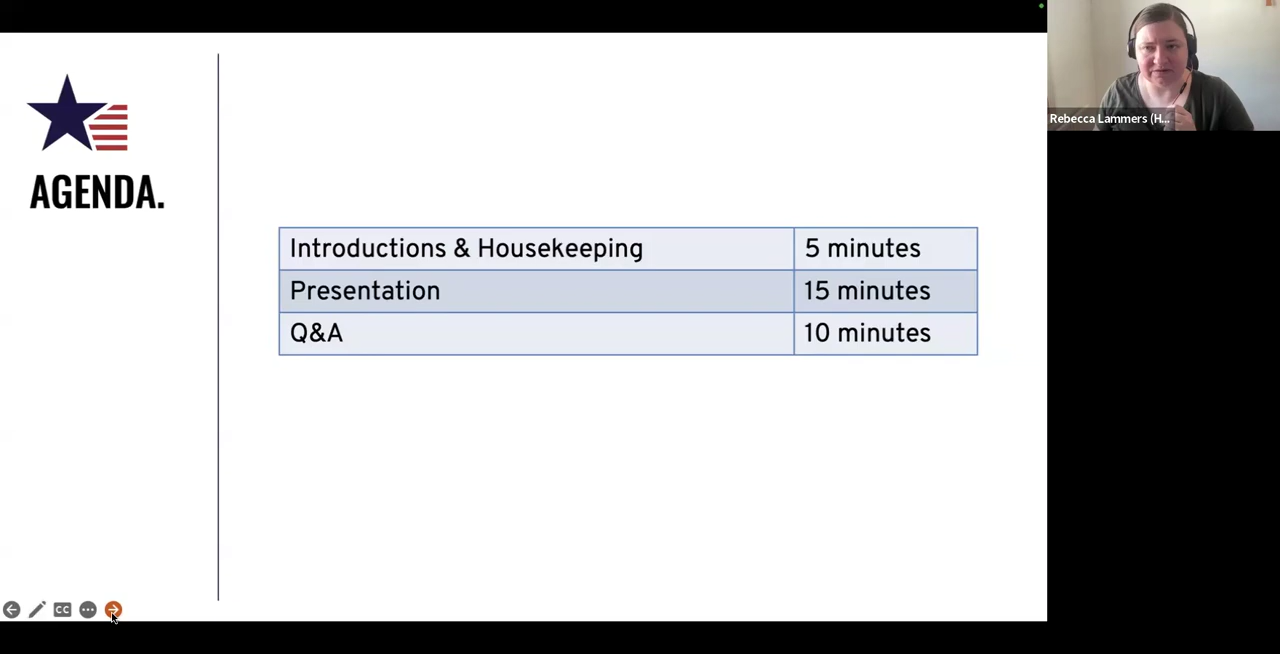 AGENDA.
Introductions & Housekeeping 5 minutes
Presentation 15 minutes
Q&A 10 minutes
Rebecca Lammers (H...
CC